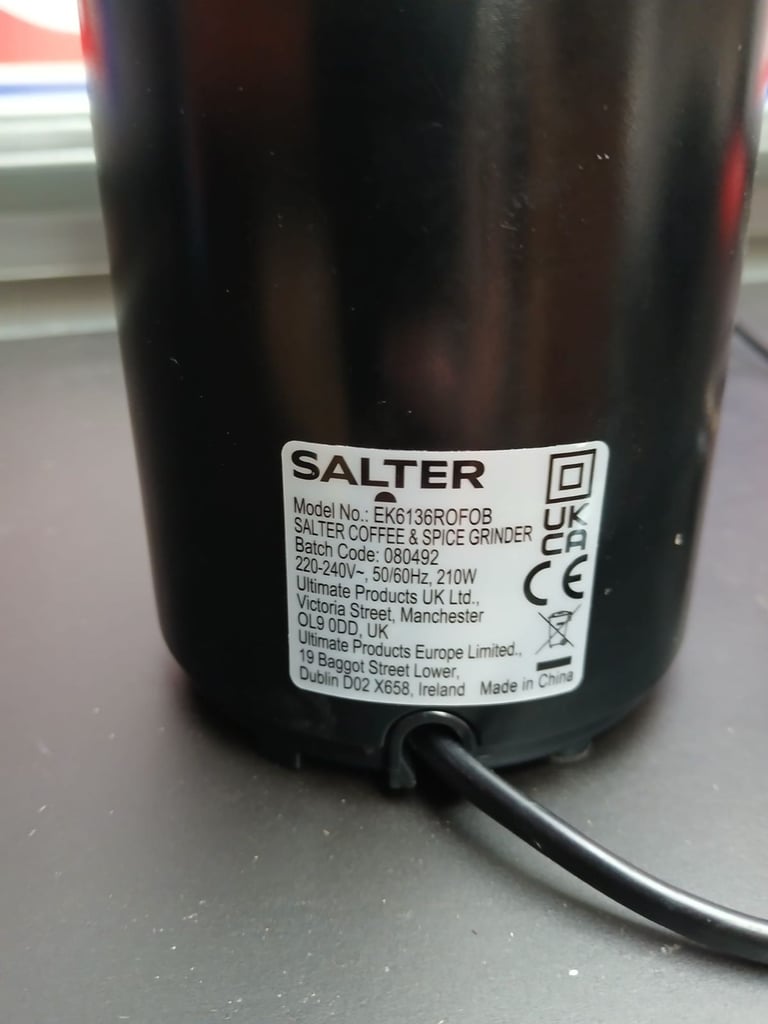 SALTER
Model No.: EK6136ROFOB
SALTER COFFEE & SPICE GRINDER
Batch Code: 080492
220-240V~, 50/60Hz, 210W
Ultimate Products UK Ltd.,
Victoria Street, Manchester
OL9 0DD, UK
Ultimate Products Europe Limited.,
19 Baggot Street Lower,
Dublin D02 X658, Ireland Made in China
UK
CA
CE